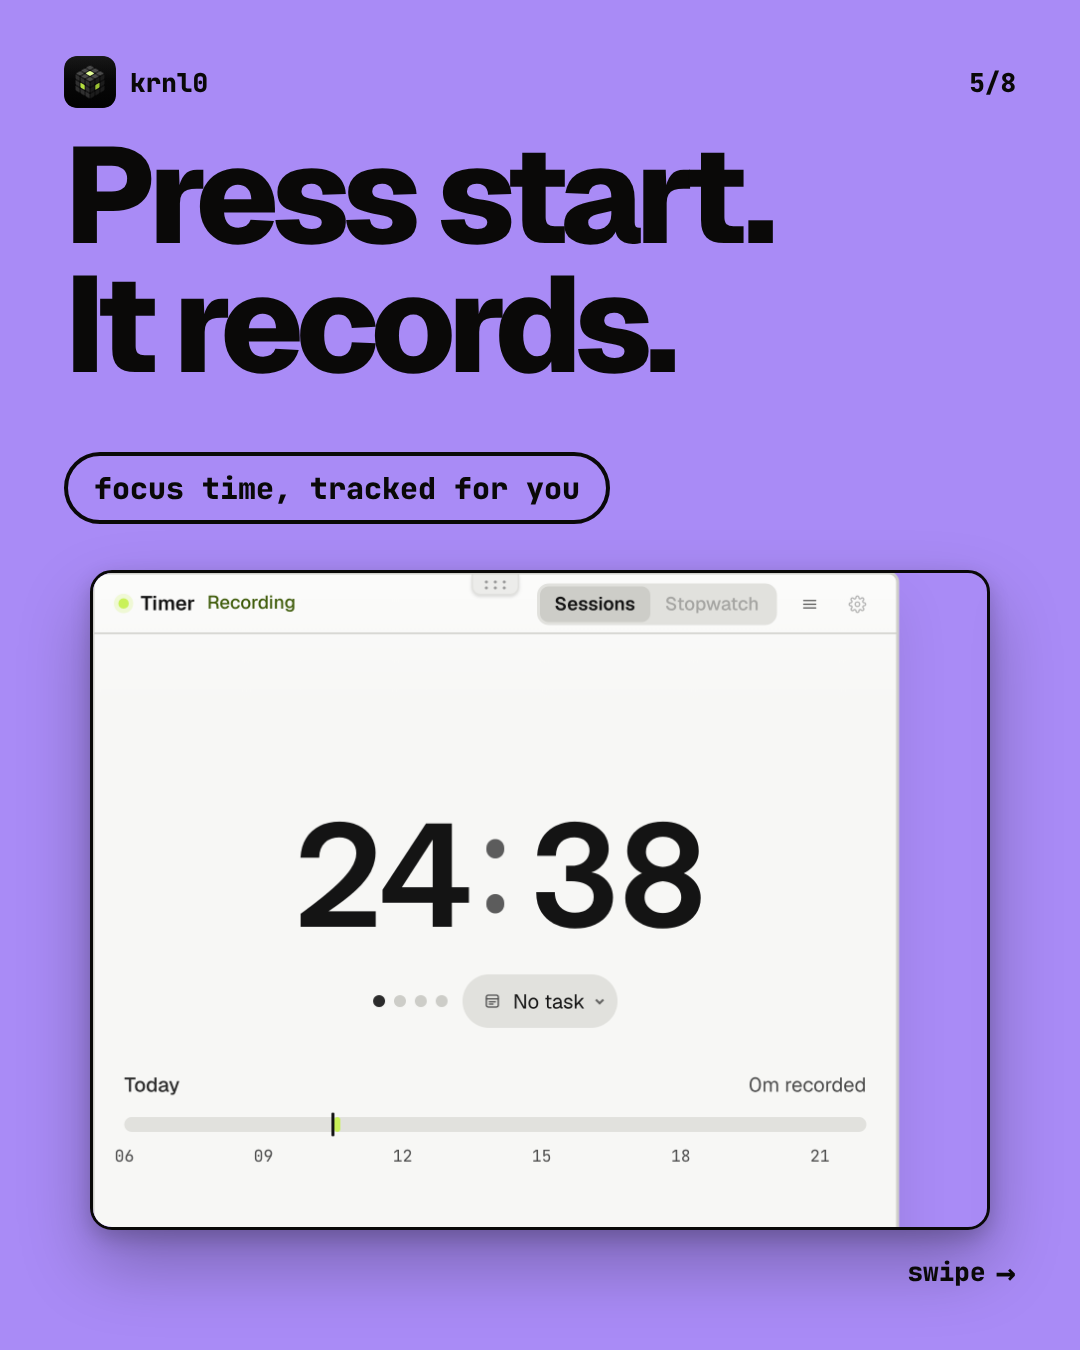 krnl0
5/8
Press start.
It records.
focus time, tracked for you
Timer Recording
Sessions Stopwatch
24:38
No task
Today
0m recorded
06 09 12 15 18 21
swipe →